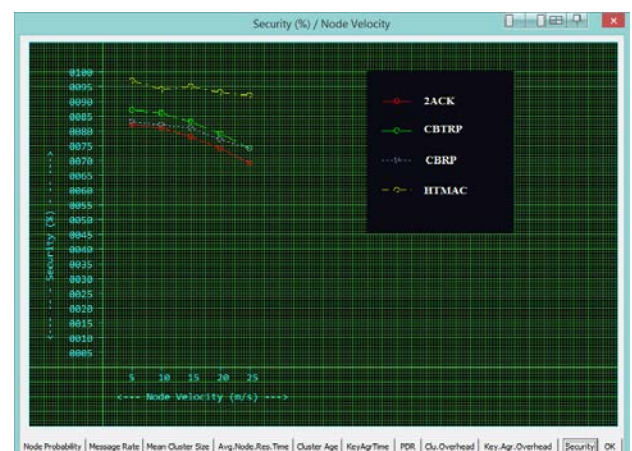 Security (%) / Node Velocity
0100
0095
0090
0085
0080
0075
0070
0065
0060
0055
0050
0045
0040
0035
0030
0025
0020
0015
0010
0005
<--- Security (%) --->
2ACK
CBTRP
CBRP
HTMAC
5 10 15 20 25
<--- Node Velocity (m/s) --->
Node Probability Message Rate Mean Cluster Size Avg.Node.Res.Time Cluster Age KeyAgrTime PDR Clu.Overhead Key.Agr.Overhead Security OK